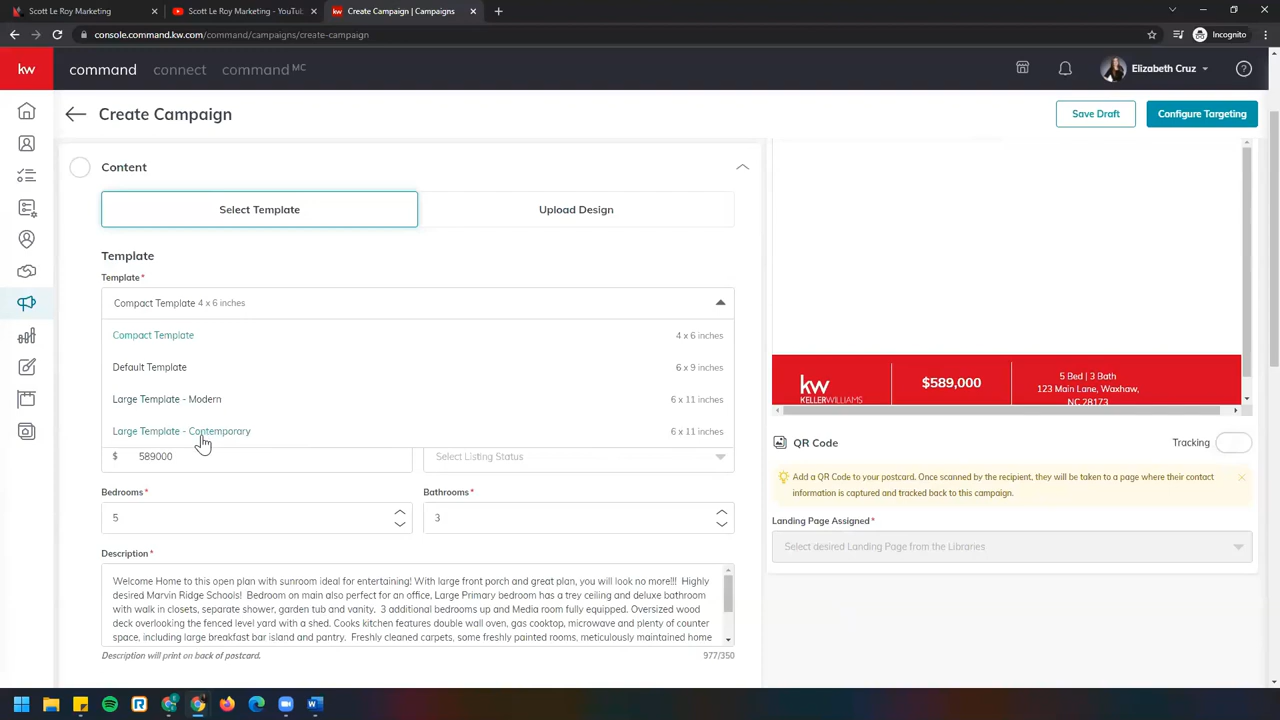 Scott Le Roy Marketing
Scott Le Roy Marketing - YouTub
Create Campaign | Campaigns
console.command.kw.com/command/campaigns/create-campaign
Incognito
kw
command
connect
command MC
Elizabeth Cruz
Create Campaign
Save Draft
Configure Targeting
Content
Select Template
Upload Design
Template
Template*
Compact Template 4 x 6 inches
Compact Template 4 x 6 inches
Default Template 6 x 9 inches
Large Template - Modern 6 x 11 inches
Large Template - Contemporary 6 x 11 inches
$ 589000
Select Listing Status
Bedrooms*
Bathrooms*
5
3
Description*
Welcome Home to this open plan with sunroom ideal for entertaining! With large front porch and great plan, you will look no more!!! Highly
desired Marvin Ridge Schools! Bedroom on main also perfect for an office, Large Primary bedroom has a trey ceiling and deluxe bathroom
with walk in closets, separate shower, garden tub and vanity. 3 additional bedrooms up and Media room fully equipped. Oversized wood
deck overlooking the fenced level yard with a shed. Cooks kitchen features double wall oven, gas cooktop, microwave and plenty of counter
space, including large breakfast bar island and pantry. Freshly cleaned carpets, some freshly painted rooms, meticulously maintained home
Description will print on back of postcard.
977/350
kw
KELLERWILLIAMS
$589,000
5 Bed | 3 Bath
123 Main Lane, Waxhaw,
NC 28173
QR Code
Tracking
Add a QR Code to your postcard. Once scanned by the recipient, they will be taken to a page where their contact
information is captured and tracked back to this campaign.
Landing Page Assigned*
Select desired Landing Page from the Libraries